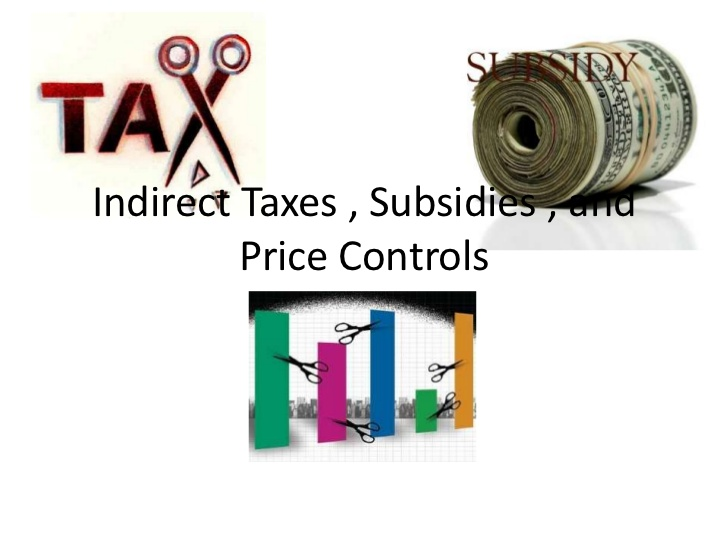 TAX
SUBSIDY
Indirect Taxes , Subsidies , and
Price Controls